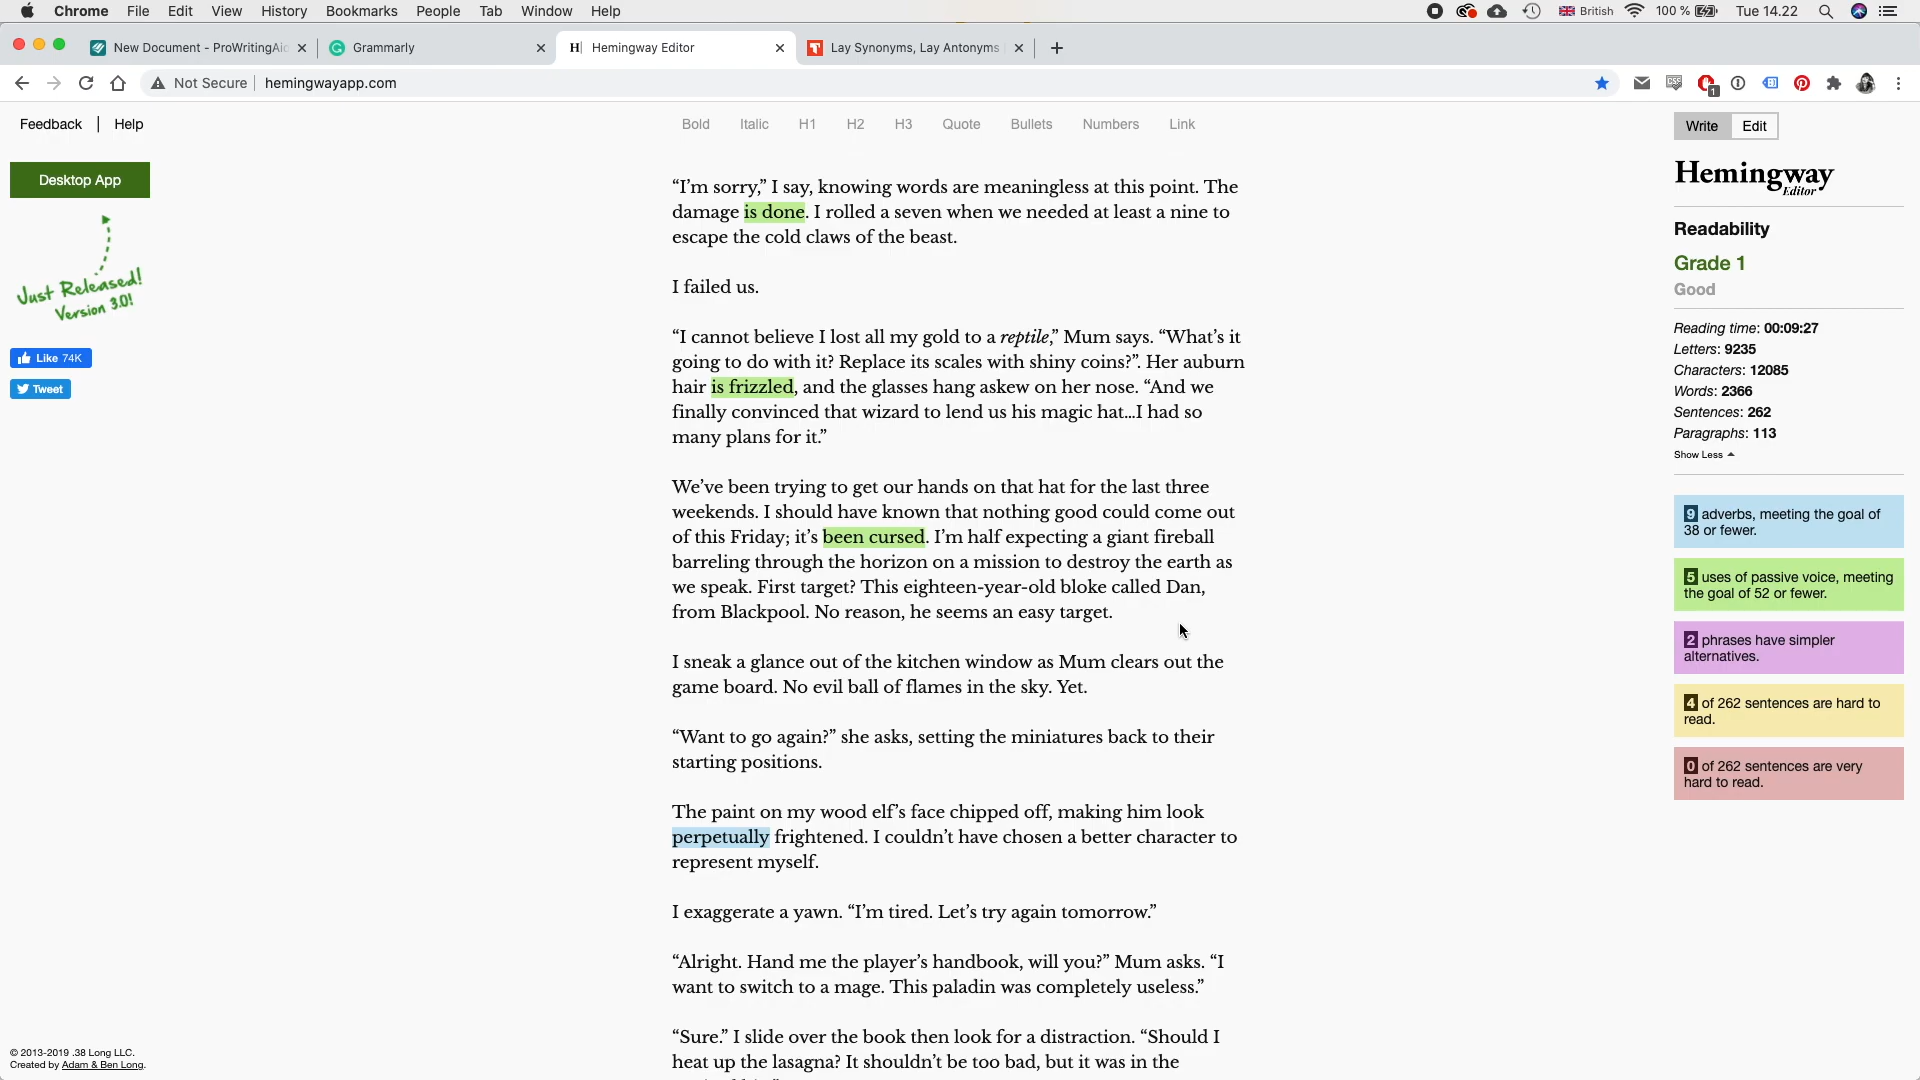 Chrome File Edit View History Bookmarks People Tab Window Help British 100 % Tue 14.22
New Document - ProWritingAid Grammarly H| Hemingway Editor Lay Synonyms, Lay Antonyms
Not Secure hemingwayapp.com 1
Feedback | Help
Bold Italic H1 H2 H3 Quote Bullets Numbers Link
Write Edit
Desktop App
Just Released!
Version 3.0!
Like 74K
Tweet
“I’m sorry,” I say, knowing words are meaningless at this point. The
damage is done. I rolled a seven when we needed at least a nine to
escape the cold claws of the beast.
I failed us.
“I cannot believe I lost all my gold to a reptile,” Mum says. “What’s it
going to do with it? Replace its scales with shiny coins?”. Her auburn
hair is frizzled, and the glasses hang askew on her nose. “And we
finally convinced that wizard to lend us his magic hat…I had so
many plans for it.”
We’ve been trying to get our hands on that hat for the last three
weekends. I should have known that nothing good could come out
of this Friday; it’s been cursed. I’m half expecting a giant fireball
barreling through the horizon on a mission to destroy the earth as
we speak. First target? This eighteen-year-old bloke called Dan,
from Blackpool. No reason, he seems an easy target.
I sneak a glance out of the kitchen window as Mum clears out the
game board. No evil ball of flames in the sky. Yet.
“Want to go again?” she asks, setting the miniatures back to their
starting positions.
The paint on my wood elf’s face chipped off, making him look
perpetually frightened. I couldn’t have chosen a better character to
represent myself.
I exaggerate a yawn. “I’m tired. Let’s try again tomorrow.”
“Alright. Hand me the player’s handbook, will you?” Mum asks. “I
want to switch to a mage. This paladin was completely useless.”
“Sure.” I slide over the book then look for a distraction. “Should I
heat up the lasagna? It shouldn’t be too bad, but it was in the
Hemingway
Editor
Readability
Grade 1
Good
Reading time: 00:09:27
Letters: 9235
Characters: 12085
Words: 2366
Sentences: 262
Paragraphs: 113
Show Less
9 adverbs, meeting the goal of
38 or fewer.
5 uses of passive voice, meeting
the goal of 52 or fewer.
2 phrases have simpler
alternatives.
4 of 262 sentences are hard to
read.
0 of 262 sentences are very
hard to read.
© 2013-2019 .38 Long LLC.
Created by Adam & Ben Long.